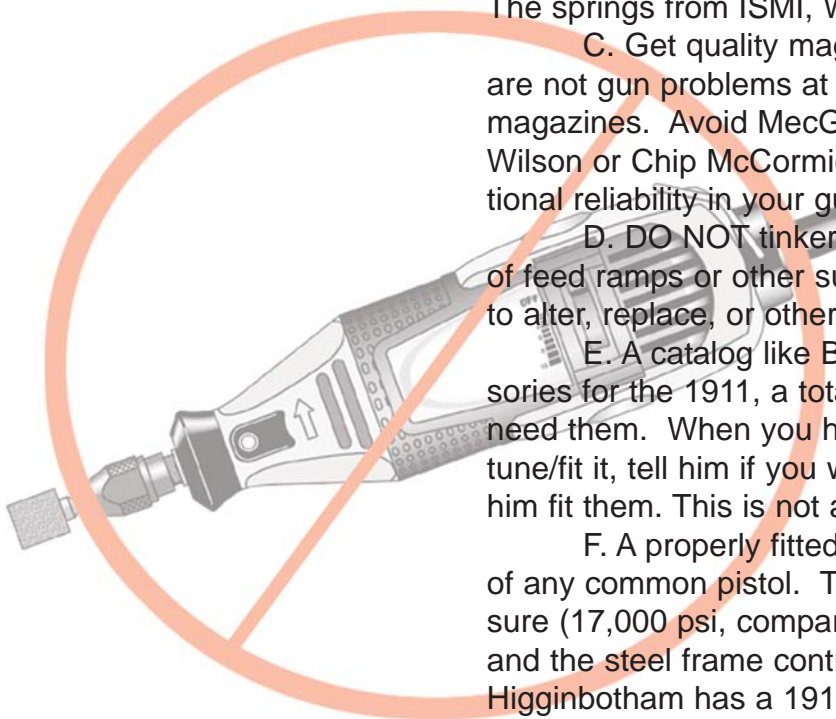 The springs from ISMI, W
C. Get quality mag
are not gun problems at
magazines. Avoid MecG
Wilson or Chip McCormi
tional reliability in your gu
D. DO NOT tinker
of feed ramps or other su
to alter, replace, or other
E. A catalog like B
sories for the 1911, a tota
need them. When you h
tune/fit it, tell him if you w
him fit them. This is not a
F. A properly fitted
of any common pistol. T
sure (17,000 psi, compar
and the steel frame contr
Higginbotham has a 191
OFF